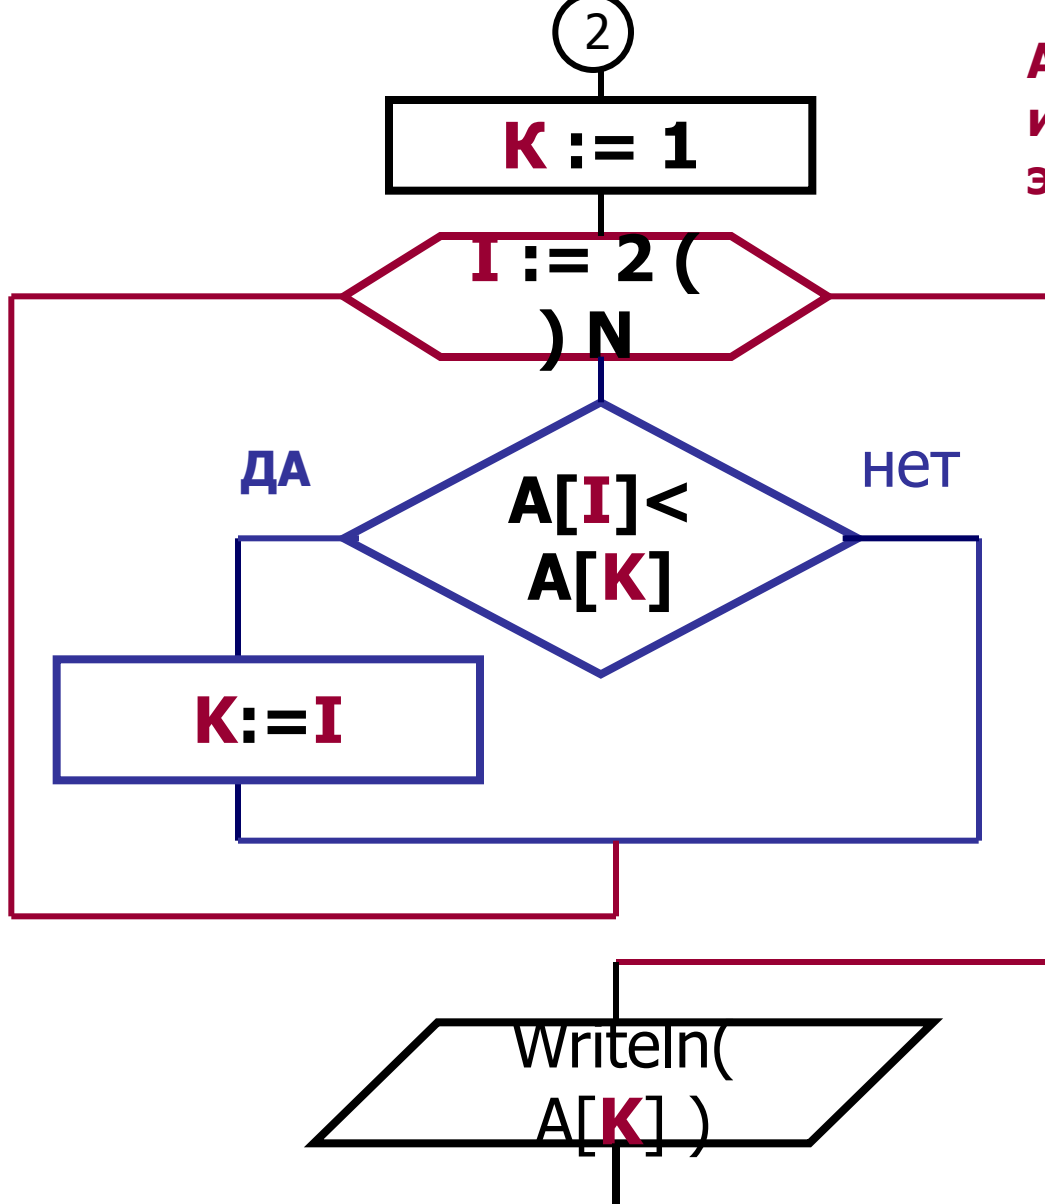 2
K := 1
I := 2 (
) N
ДА
нет
A[I]<
A[K]
K:=I
Writeln(
A[K] )